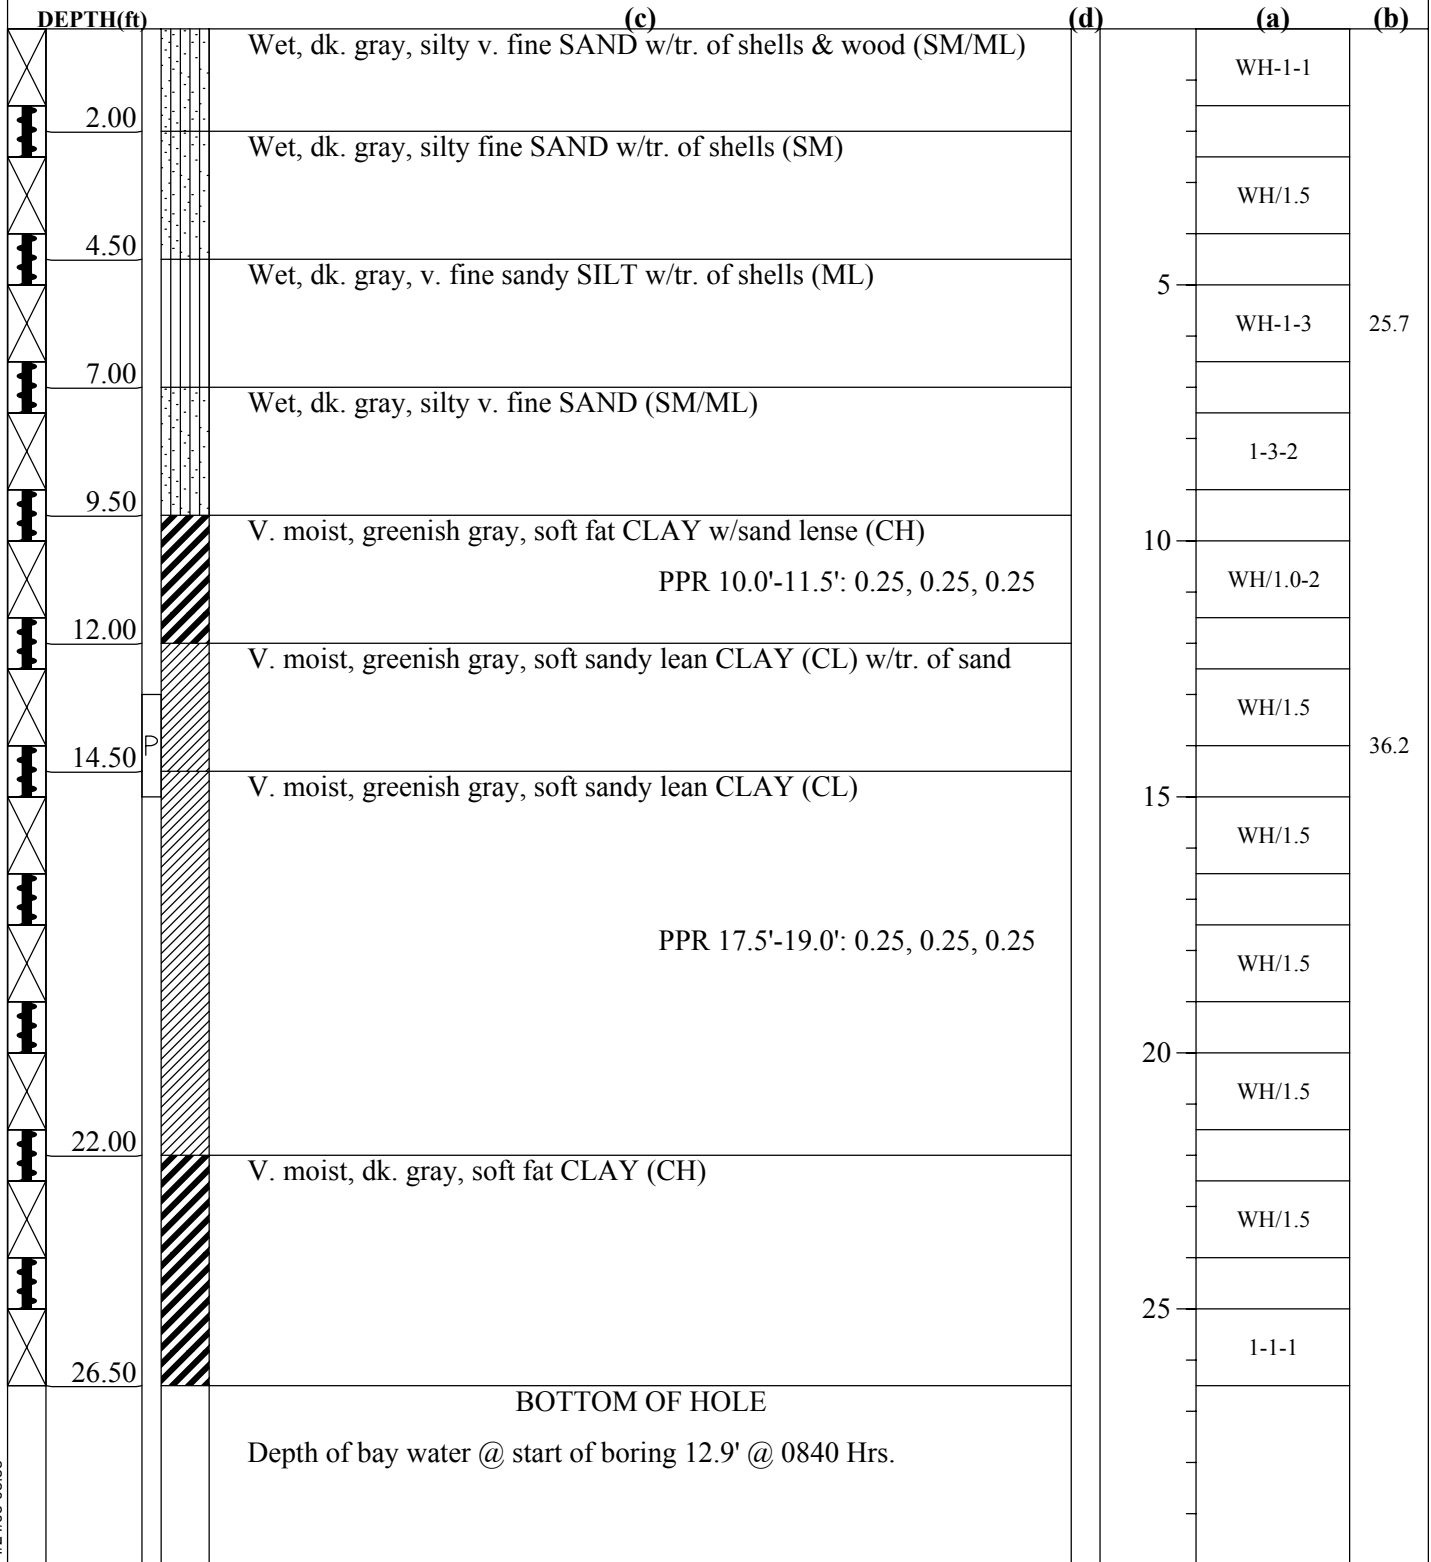 DEPTH(ft) (c) (d) (a) (b)
Wet, dk. gray, silty v. fine SAND w/tr. of shells & wood (SM/ML)
WH-1-1
2.00
Wet, dk. gray, silty fine SAND w/tr. of shells (SM)
WH/1.5
4.50
Wet, dk. gray, v. fine sandy SILT w/tr. of shells (ML)
5
WH-1-3 25.7
7.00
Wet, dk. gray, silty v. fine SAND (SM/ML)
1-3-2
9.50
V. moist, greenish gray, soft fat CLAY w/sand lense (CH)
10
PPR 10.0'-11.5': 0.25, 0.25, 0.25
WH/1.0-2
12.00
V. moist, greenish gray, soft sandy lean CLAY (CL) w/tr. of sand
WH/1.5
P
36.2
14.50
V. moist, greenish gray, soft sandy lean CLAY (CL)
15
WH/1.5
PPR 17.5'-19.0': 0.25, 0.25, 0.25
WH/1.5
20
WH/1.5
22.00
V. moist, dk. gray, soft fat CLAY (CH)
WH/1.5
25
1-1-1
26.50
BOTTOM OF HOLE
Depth of bay water @ start of boring 12.9' @ 0840 Hrs.